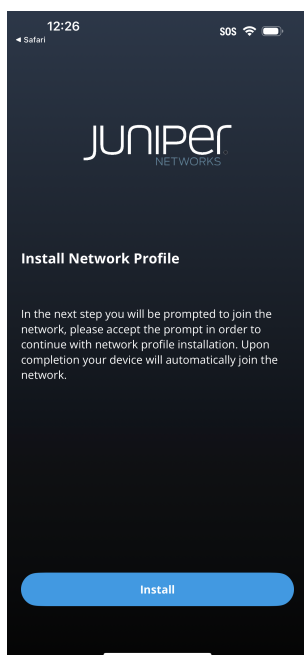 12:26
SOS
◀ Safari
JUNIPer
NETWORKS
Install Network Profile
In the next step you will be prompted to join the
network, please accept the prompt in order to
continue with network profile installation. Upon
completion your device will automatically join the
network.
Install